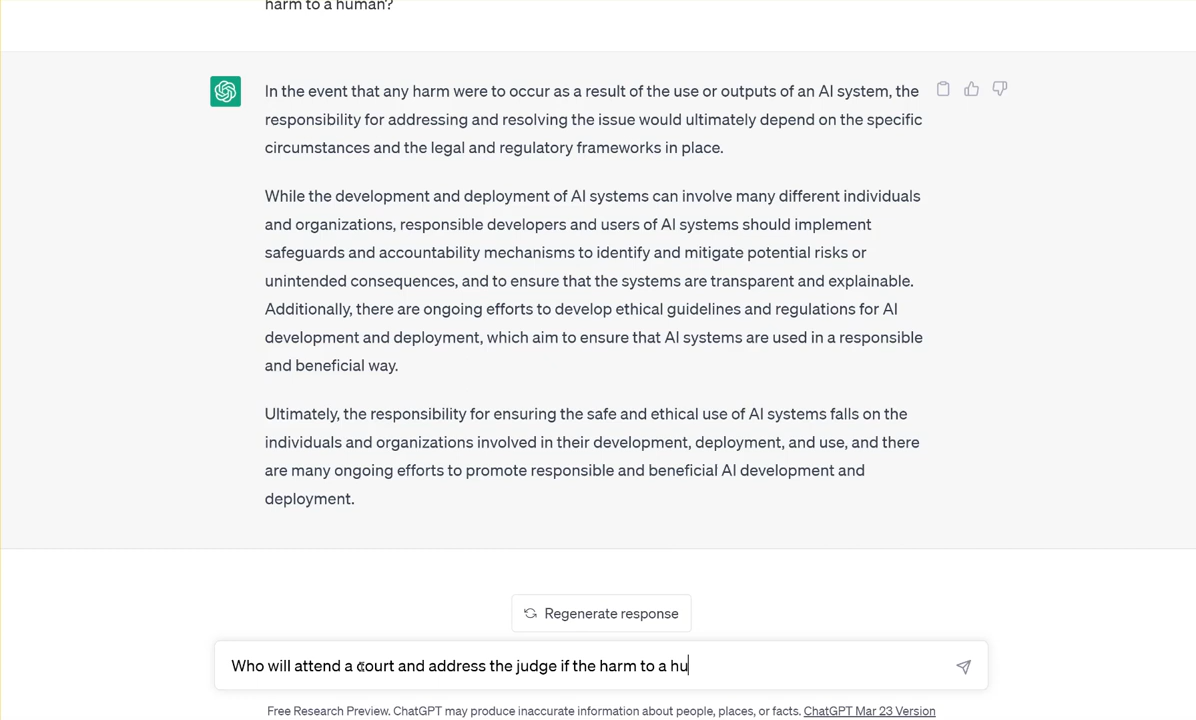 harm to a human?
In the event that any harm were to occur as a result of the use or outputs of an AI system, the
responsibility for addressing and resolving the issue would ultimately depend on the specific
circumstances and the legal and regulatory frameworks in place.
While the development and deployment of AI systems can involve many different individuals
and organizations, responsible developers and users of AI systems should implement
safeguards and accountability mechanisms to identify and mitigate potential risks or
unintended consequences, and to ensure that the systems are transparent and explainable.
Additionally, there are ongoing efforts to develop ethical guidelines and regulations for AI
development and deployment, which aim to ensure that AI systems are used in a responsible
and beneficial way.
Ultimately, the responsibility for ensuring the safe and ethical use of AI systems falls on the
individuals and organizations involved in their development, deployment, and use, and there
are many ongoing efforts to promote responsible and beneficial AI development and
deployment.
Regenerate response
Who will attend a court and address the judge if the harm to a hu
Free Research Preview. ChatGPT may produce inaccurate information about people, places, or facts. ChatGPT Mar 23 Version